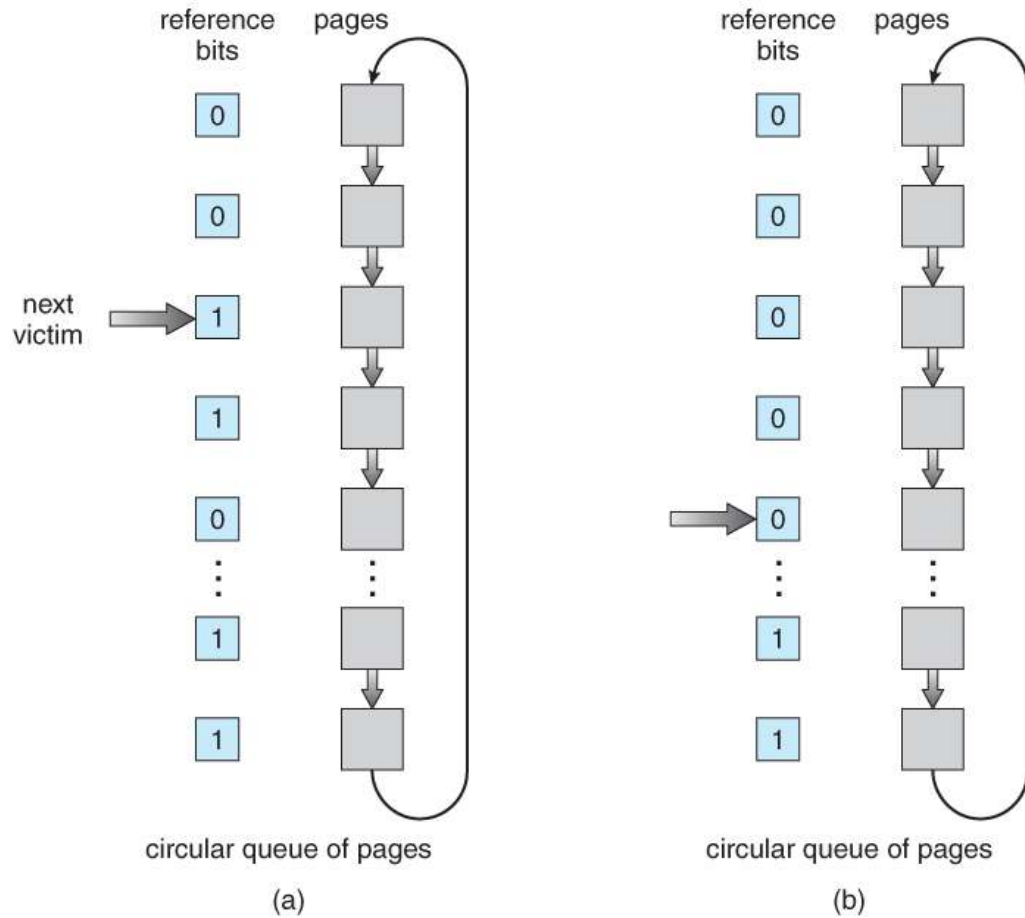 reference bits
pages
0
0
next victim
1
1
0
1
1
circular queue of pages
(a)
reference bits
pages
0
0
0
0
0
1
1
circular queue of pages
(b)